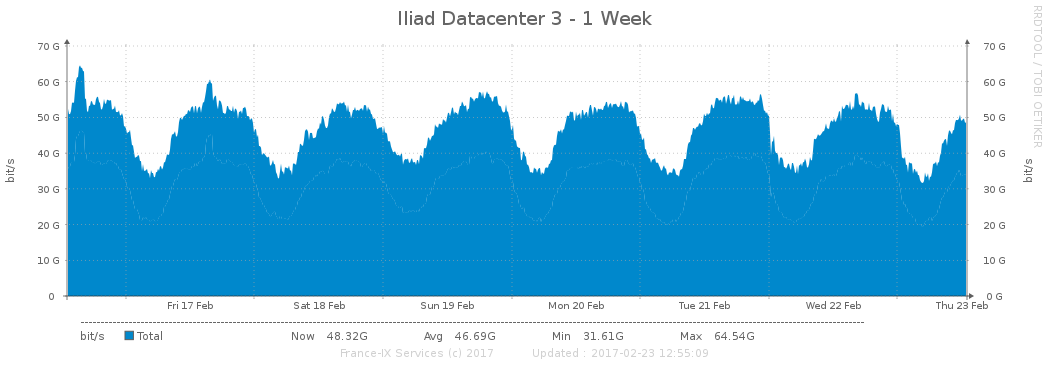 Iliad Datacenter 3 - 1 Week
RRDTOOL / TOBI OETIKER
bit/s
70 G 70 G
60 G 60 G
50 G 50 G
40 G 40 G
30 G 30 G
20 G 20 G
10 G 10 G
0 0 G
bit/s
Fri 17 Feb Sat 18 Feb Sun 19 Feb Mon 20 Feb Tue 21 Feb Wed 22 Feb Thu 23 Feb
bit/s Total Now 48.32G Avg 46.69G Min 31.61G Max 64.54G
France-IX Services (c) 2017 Updated : 2017-02-23 12:55:09